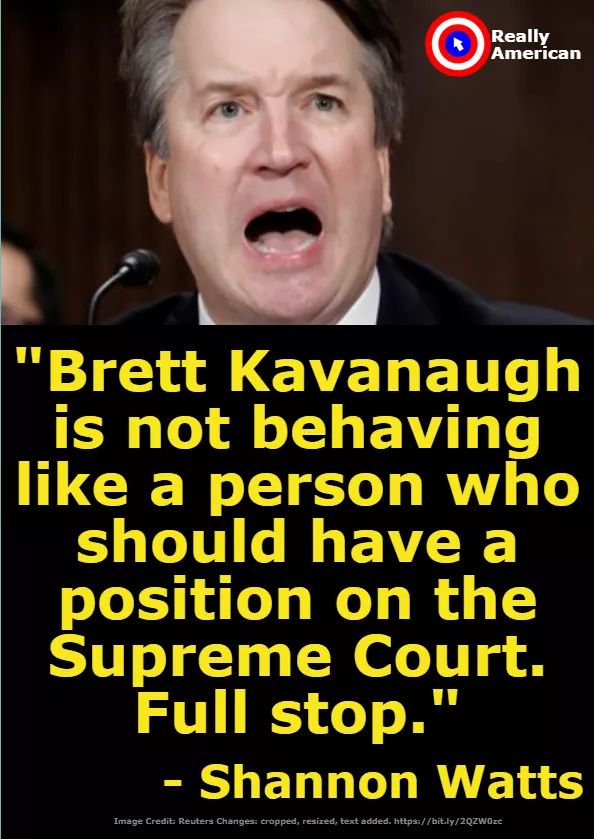 Really
American
"Brett Kavanaugh
is not behaving
like a person who
should have a
position on the
Supreme Court.
Full stop."
- Shannon Watts
Image Credit: Reuters Changes: cropped, resized, text added. https://bit.ly/2QZW0zc